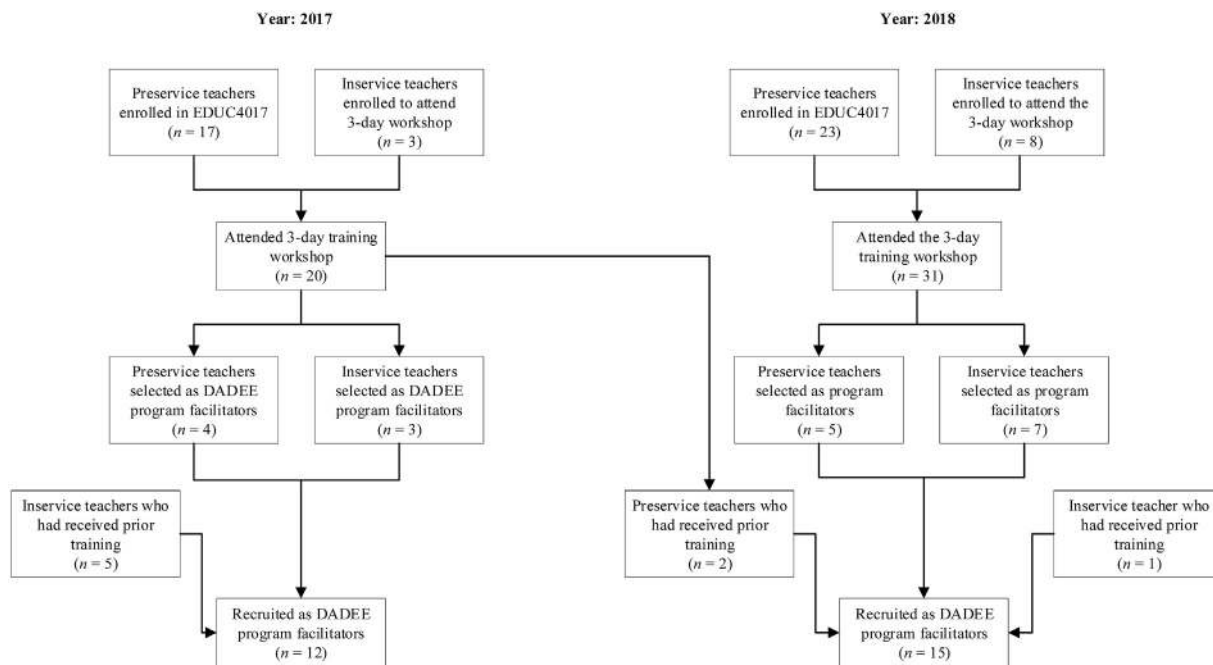 Year: 2017
Year: 2018
Preservice teachers
enrolled in EDUC4017
(n = 17)
Inservice teachers
enrolled to attend
3-day workshop
(n = 3)
Preservice teachers
enrolled in EDUC4017
(n = 23)
Inservice teachers
enrolled to attend the
3-day workshop
(n = 8)
Attended 3-day training
workshop
(n = 20)
Attended the 3-day
training workshop
(n = 31)
Preservice teachers
selected as DADEE
program facilitators
(n = 4)
Inservice teachers
selected as DADEE
program facilitators
(n = 3)
Preservice teachers
selected as program
facilitators
(n = 5)
Inservice teachers
selected as program
facilitators
(n = 7)
Inservice teachers who
had received prior
training
(n = 5)
Preservice teachers who
had received prior
training
(n = 2)
Inservice teacher who
had received prior
training
(n = 1)
Recruited as DADEE
program facilitators
(n = 12)
Recruited as DADEE
program facilitators
(n = 15)